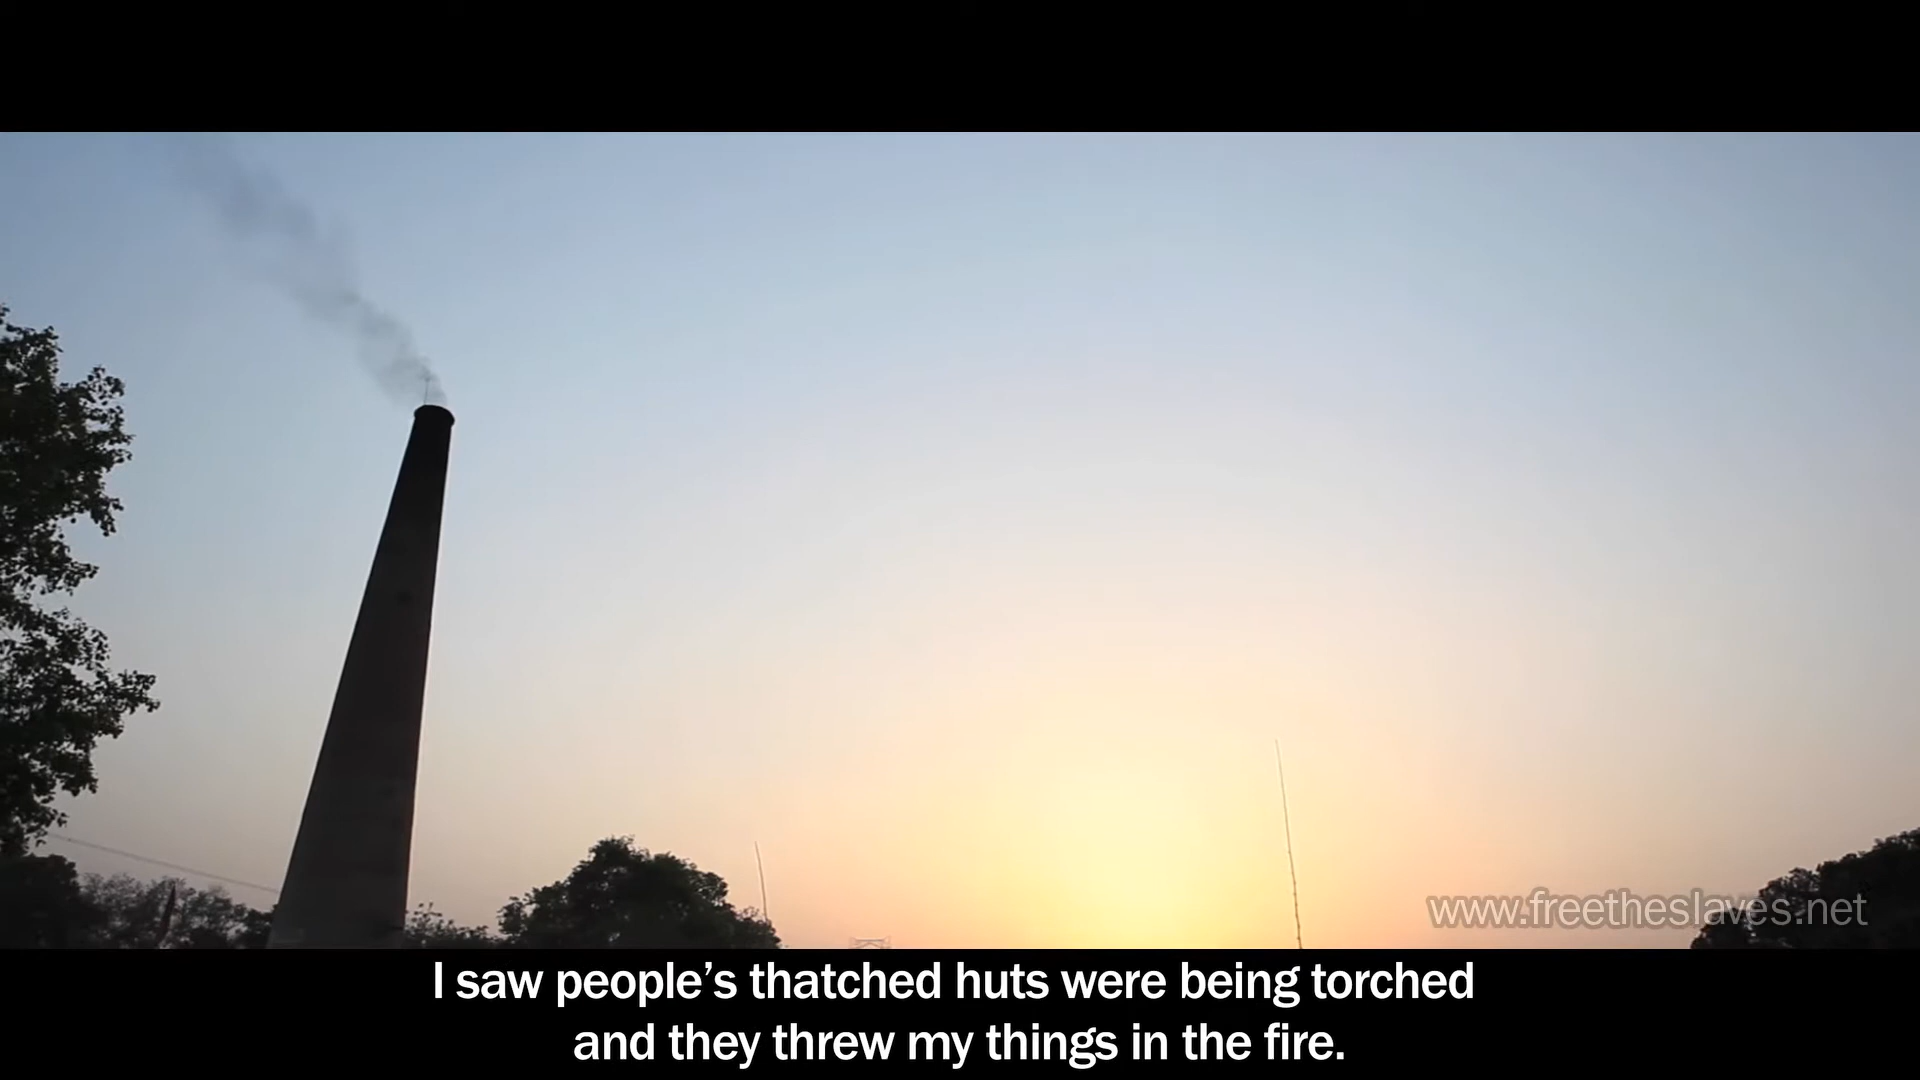 www.freetheslaves.net
I saw people’s thatched huts were being torched
and they threw my things in the fire.